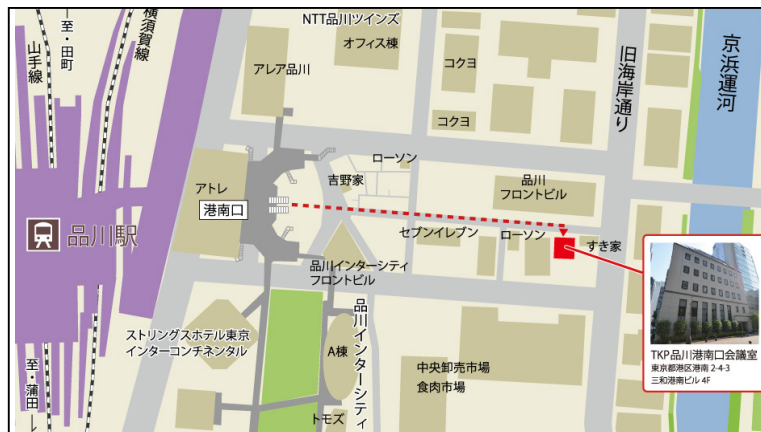 至・田町
山手線
横須賀線
NTT品川ツインズ
オフィス棟
アレア品川
コクヨ
コクヨ
旧海岸通り
京浜運河
ローソン
吉野家
品川
フロントビル
アトレ
港南口
品川駅
セブンイレブン
ローソン
すき家
品川インターシティ
フロントビル
ストリングスホテル東京
インターコンチネンタル
A棟
品川インターシティ
中央卸売市場
食肉市場
トモズ
至・蒲田
TKP品川港南口会議室
東京都港区港南 2-4-3
三和港南ビル 4F